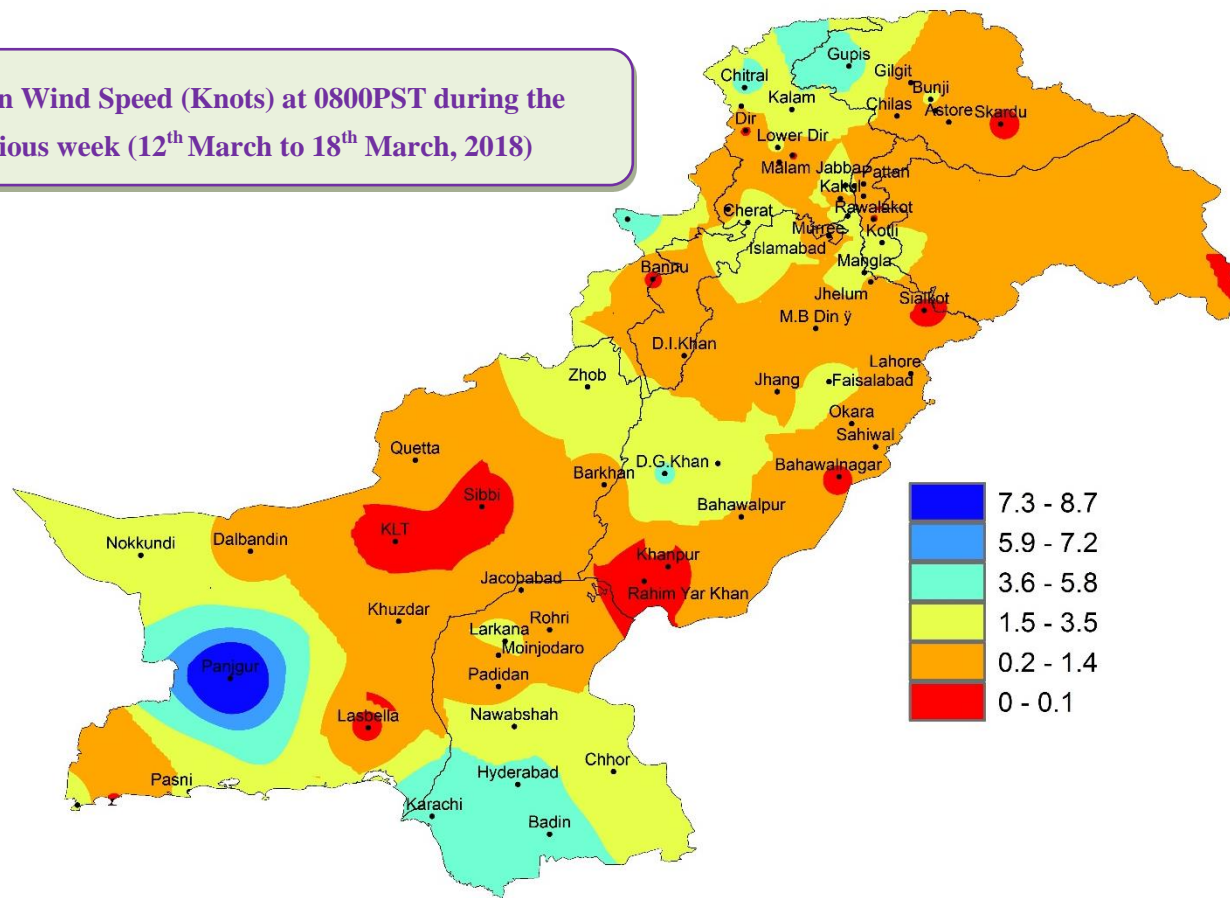 n Wind Speed (Knots) at 0800PST during the
ious week (12th March to 18th March, 2018)
Gupis
Chitral
Gilgit
Bunji
Kalam
Chilas
Astore
Skardu
Dir
Lower Dir
Malam Jabbar
Pattan
Kakul
Cherat
Rawalakot
Murree
Kotli
Islamabad
Mangla
Bannu
Jhelum
Sialkot
M.B Din ÿ
D.I.Khan
Lahore
Zhob
Jhang
Faisalabad
Okara
Sahiwal
Quetta
D.G.Khan
Bahawalnagar
Barkhan
Sibbi
Bahawalpur
KLT
Nokkundi
Dalbandin
Khanpur
Jacobabad
Rahim Yar Khan
Khuzdar
Rohri
Larkana
Moinjodaro
Panjgur
Padidan
Lasbella
Nawabshah
Chhor
Pasni
Hyderabad
Karachi
Badin
7.3 - 8.7
5.9 - 7.2
3.6 - 5.8
1.5 - 3.5
0.2 - 1.4
0 - 0.1